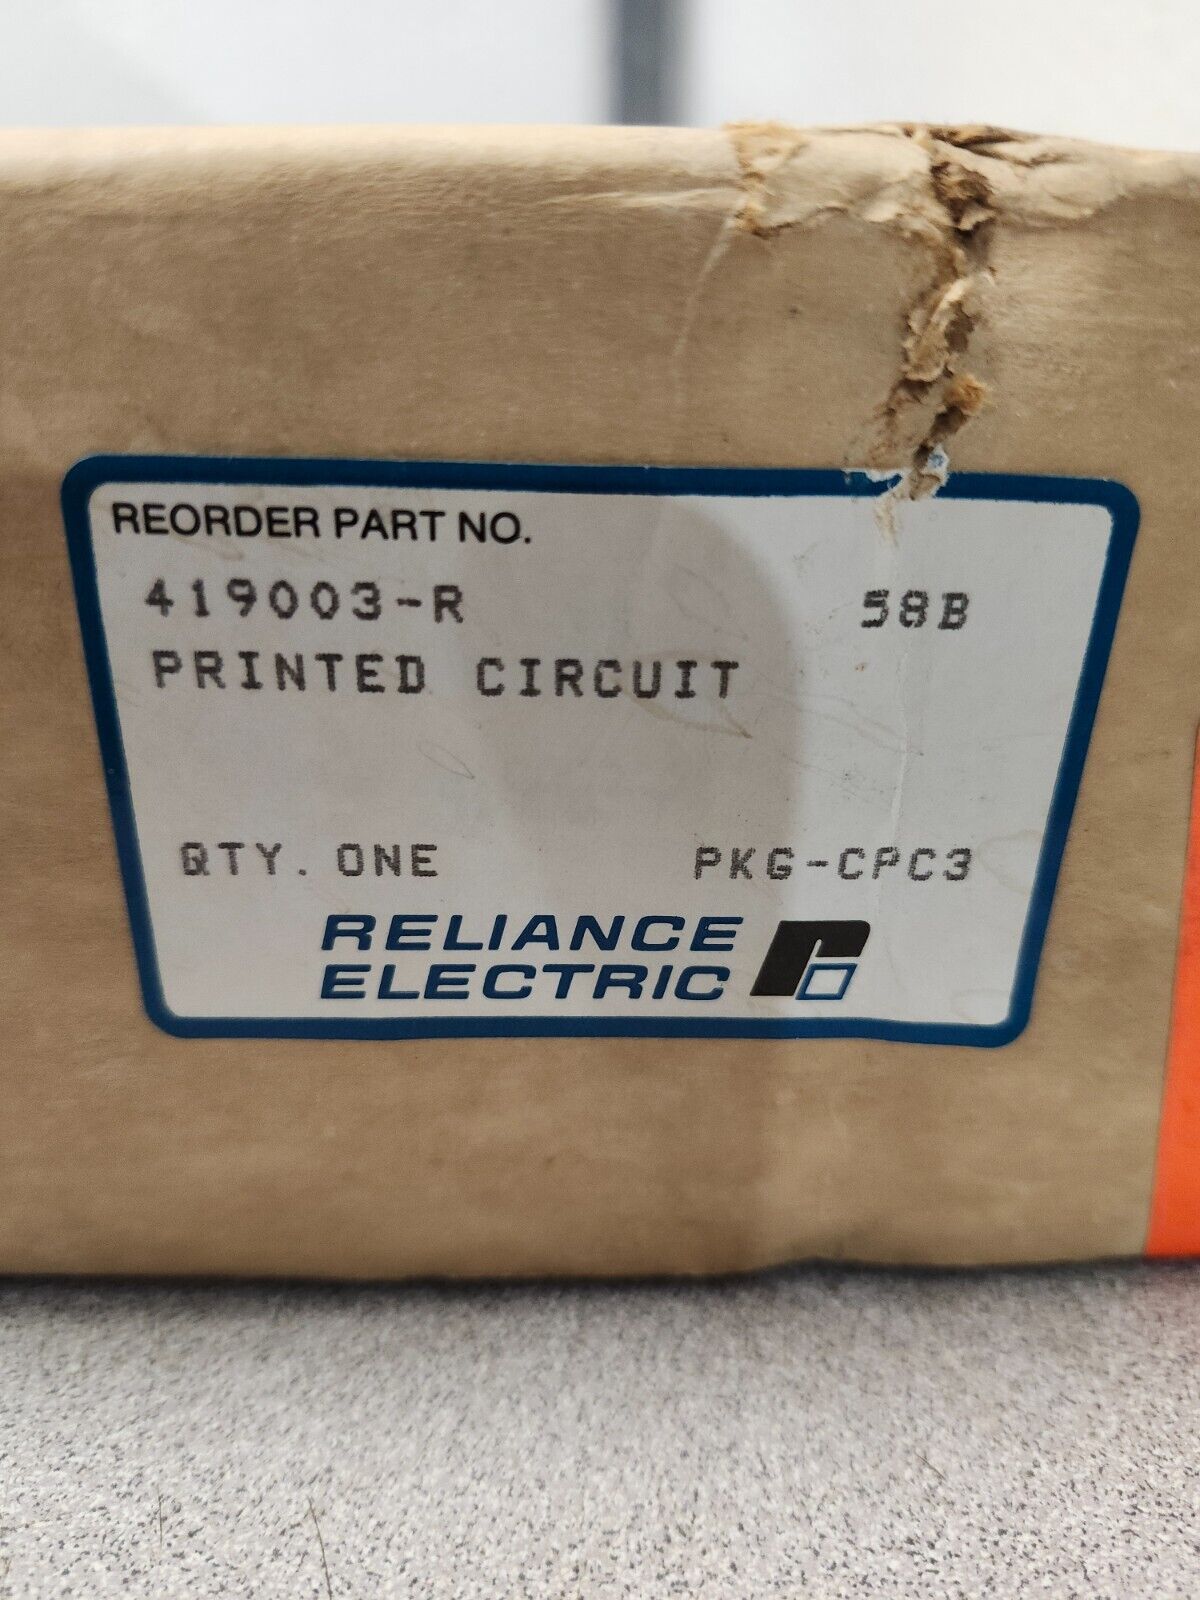 REORDER PART NO.
419003-R 58B
PRINTED CIRCUIT
QTY. ONE PKG-CPC3
RELIANCE
ELECTRIC